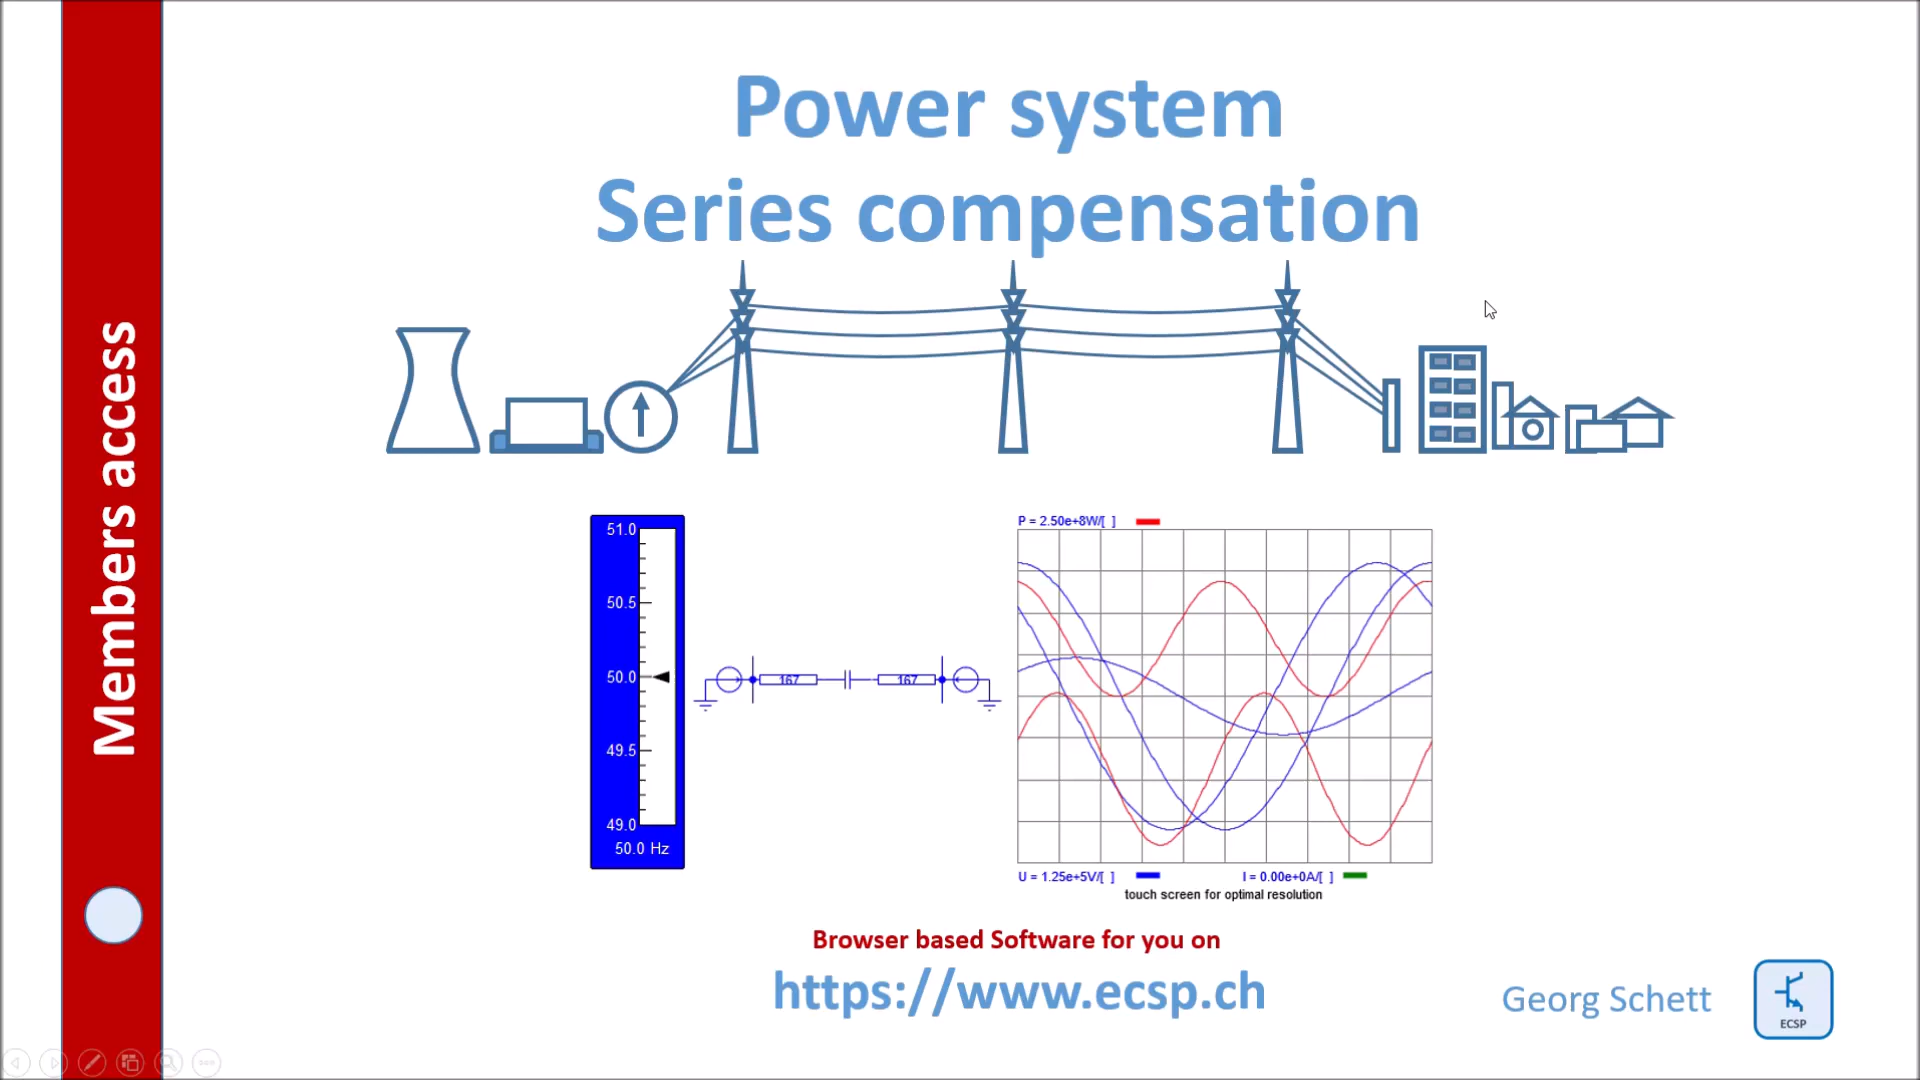 Members access
Power system
Series compensation
51.0
50.5
50.0
49.5
49.0
50.0 Hz
167
167
P = 2.50e+8W/[ ]
U = 1.25e+5V/[ ]
I = 0.00e+0A/[ ]
touch screen for optimal resolution
Browser based Software for you on
https://www.ecsp.ch
Georg Schett
ECSP